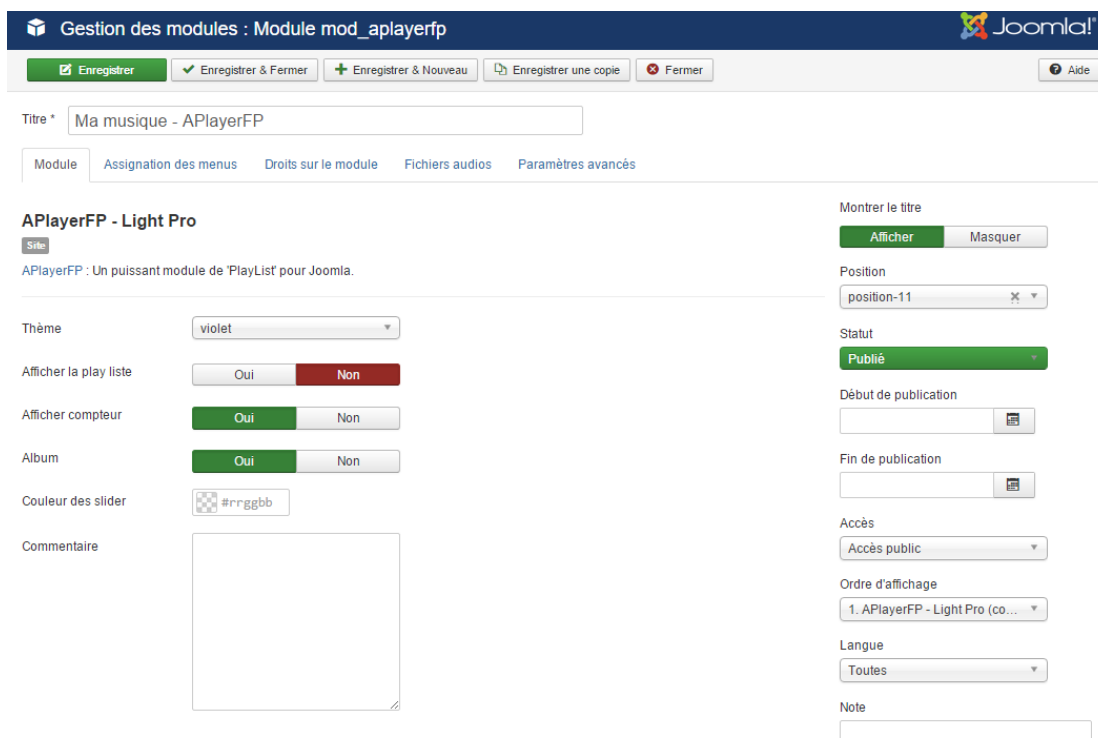 Gestion des modules : Module mod_aplayerfp
Joomla!®
Enregistrer
Enregistrer & Fermer
Enregistrer & Nouveau
Enregistrer une copie
Fermer
Aide
Titre *
Ma musique - APlayerFP
Module
Assignation des menus
Droits sur le module
Fichiers audios
Paramètres avancès
APlayerFP - Light Pro
Site
APlayerFP : Un puissant module de 'PlayList' pour Joomla.
Thème
violet
Afficher la play liste
Oui
Non
Afficher compteur
Oui
Non
Album
Oui
Non
Couleur des slider
#rrggbb
Commentaire
Montrer le titre
Afficher
Masquer
Position
position-11
Statut
Publié
Début de publication
Fin de publication
Accès
Accès public
Ordre d'affichage
1. APlayerFP - Light Pro (co...
Langue
Toutes
Note